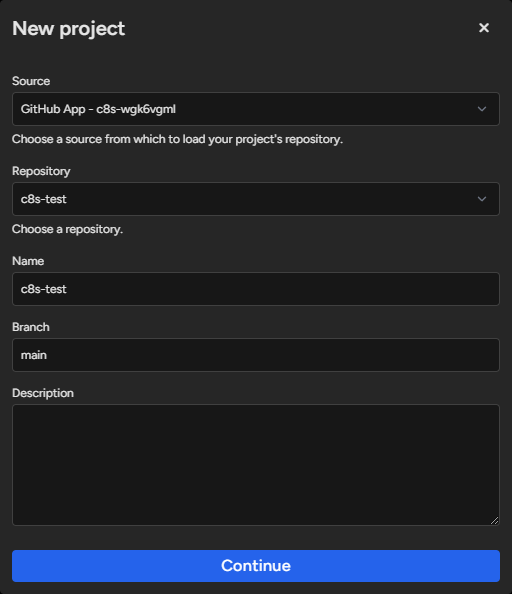 New project
Source
GitHub App - c8s-wgk6vgml
Choose a source from which to load your project's repository.
Repository
c8s-test
Choose a repository.
Name
c8s-test
Branch
main
Description
Continue